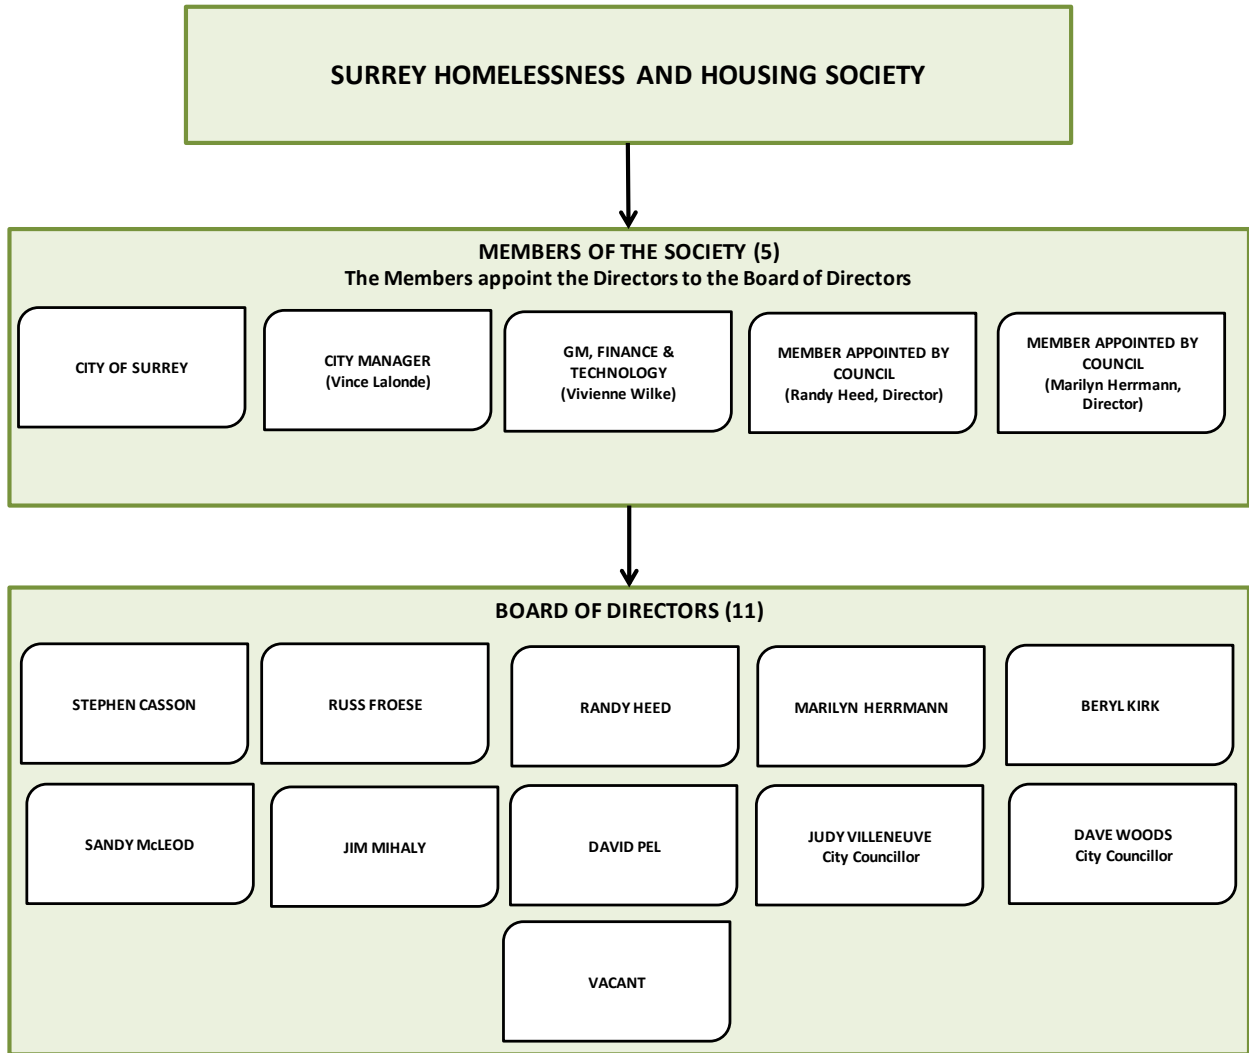 SURREY HOMELESSNESS AND HOUSING SOCIETY
MEMBERS OF THE SOCIETY (5)
The Members appoint the Directors to the Board of Directors
CITY OF SURREY
CITY MANAGER
(Vince Lalonde)
GM, FINANCE &
TECHNOLOGY
(Vivienne Wilke)
MEMBER APPOINTED BY
COUNCIL
(Randy Heed, Director)
MEMBER APPOINTED BY
COUNCIL
(Marilyn Herrmann,
Director)
BOARD OF DIRECTORS (11)
STEPHEN CASSON
RUSS FROESE
RANDY HEED
MARILYN HERRMANN
BERYL KIRK
SANDY McLEOD
JIM MIHALY
DAVID PEL
JUDY VILLENEUVE
City Councillor
DAVE WOODS
City Councillor
VACANT